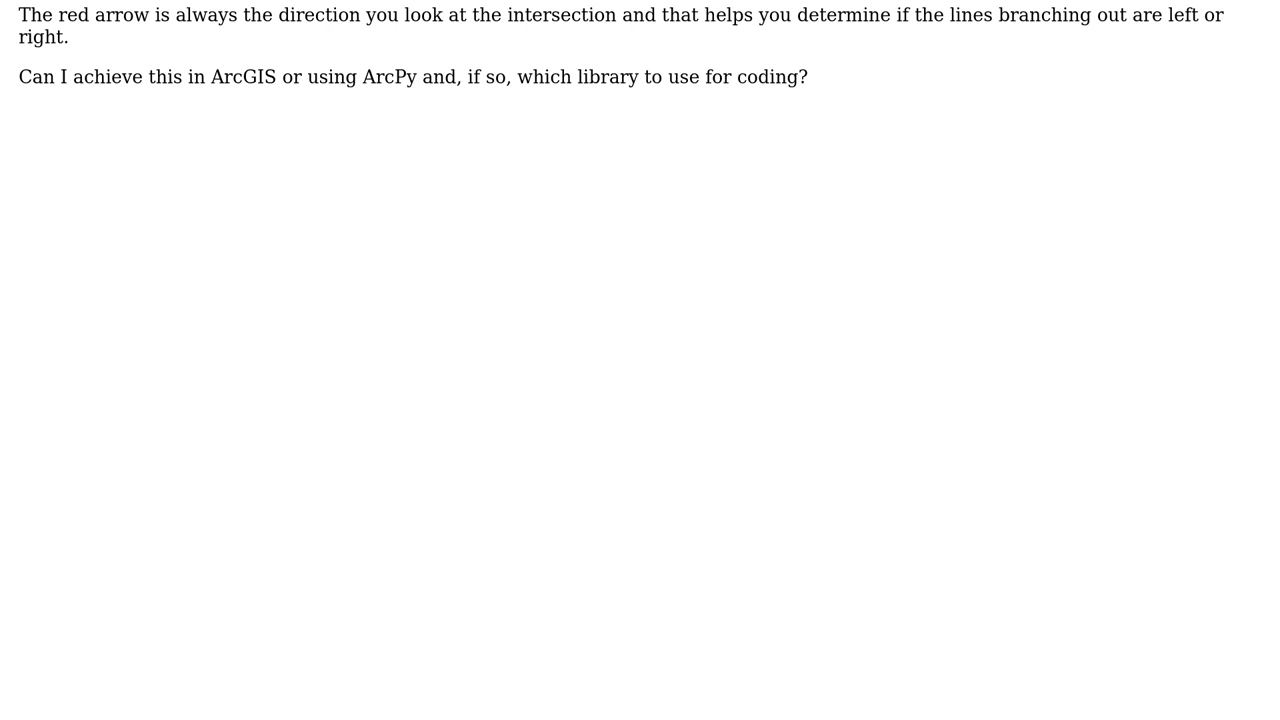 The red arrow is always the direction you look at the intersection and that helps you determine if the lines branching out are left or
right.
Can I achieve this in ArcGIS or using ArcPy and, if so, which library to use for coding?